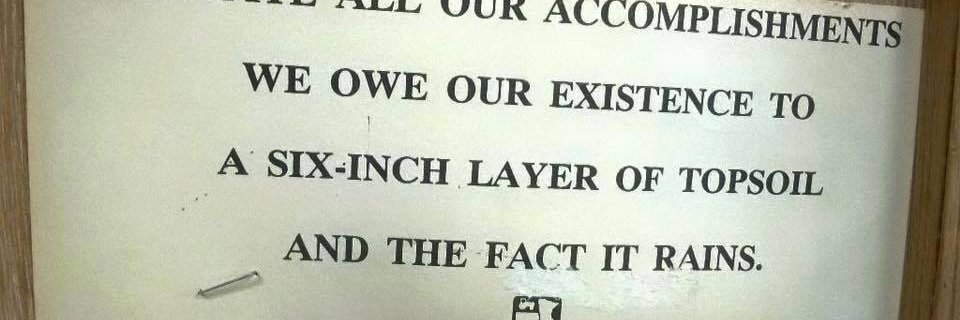 ALL OUR ACCOMPLISHMENTS
WE OWE OUR EXISTENCE TO
A SIX-INCH LAYER OF TOPSOIL
AND THE FACT IT RAINS.